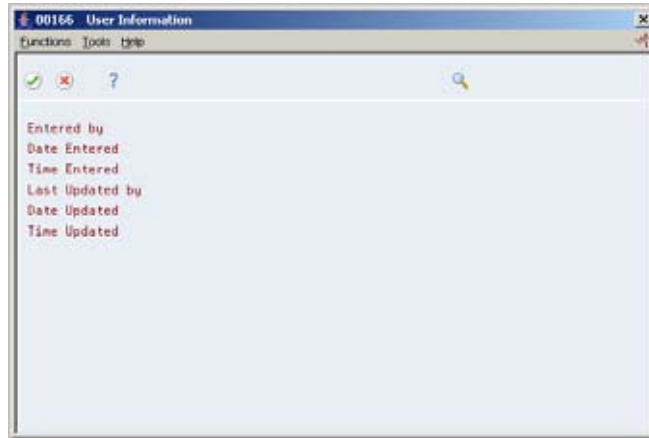 00166 User Information
Functions Tools Help
?
Entered by
Date Entered
Time Entered
Last Updated by
Date Updated
Time Updated